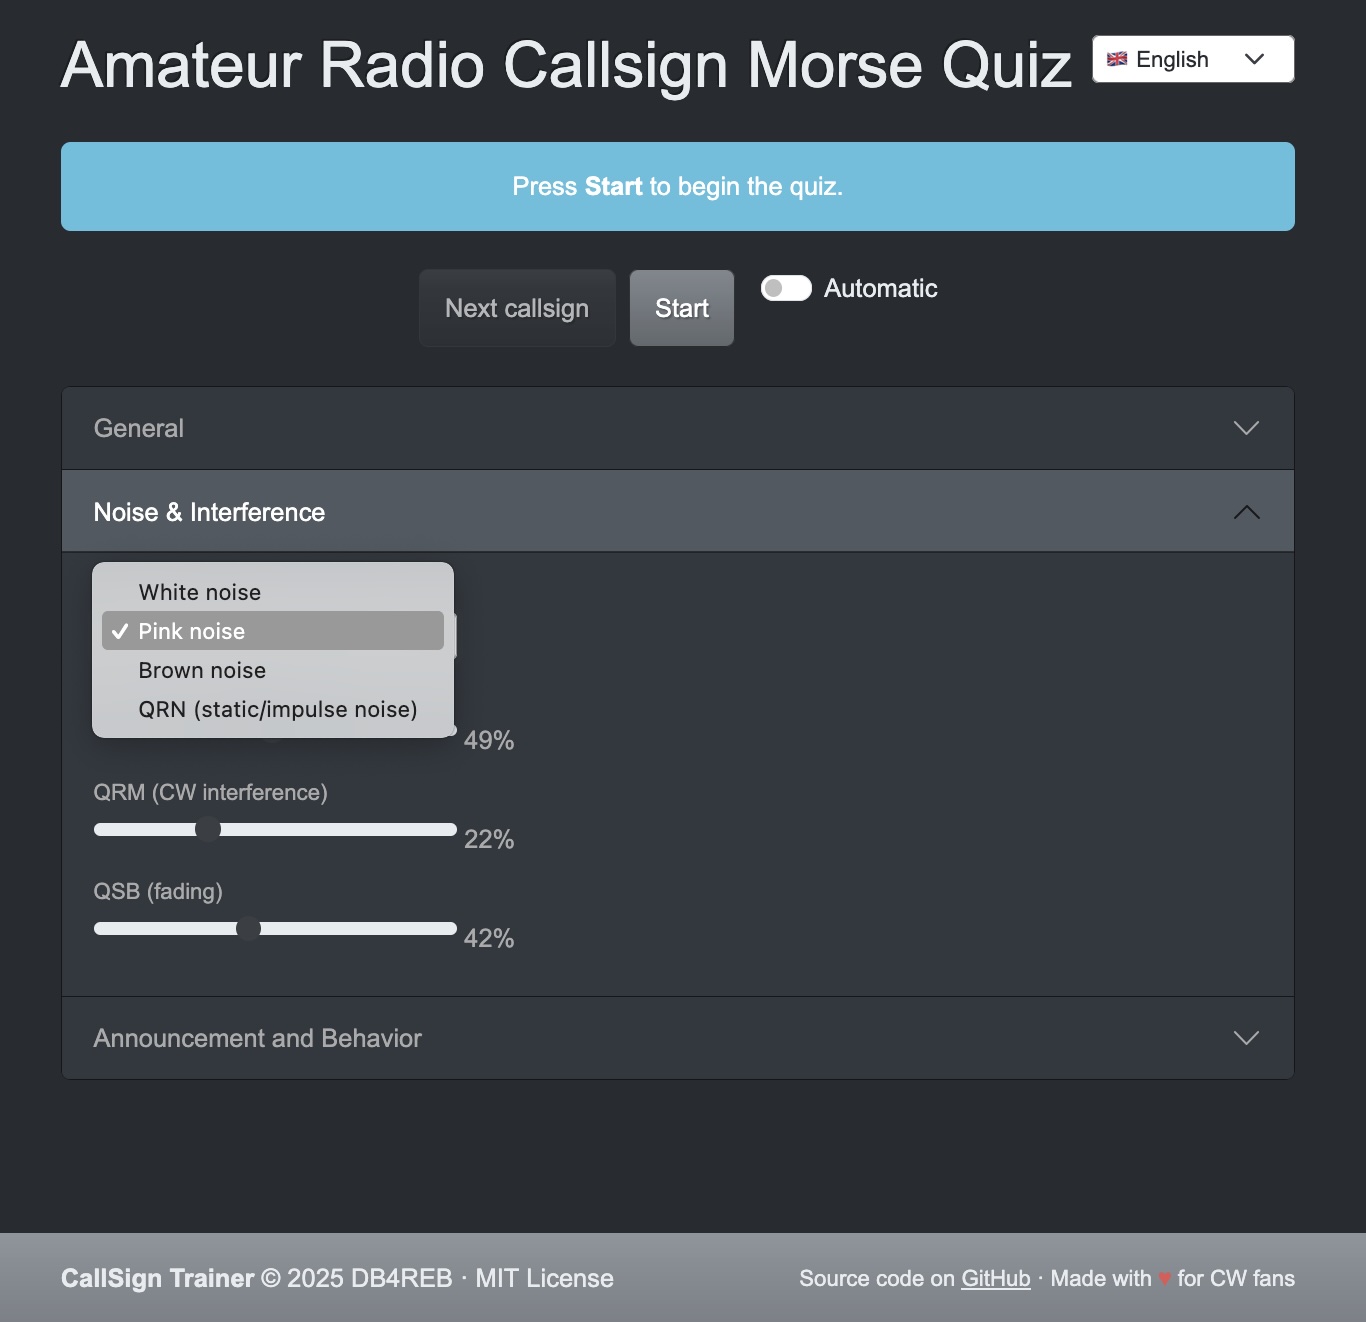 Amateur Radio Callsign Morse Quiz
English
Press Start to begin the quiz.
Next callsign
Start
Automatic
General
Noise & Interference
White noise
✓ Pink noise
Brown noise
QRN (static/impulse noise)
49%
QRM (CW interference)
22%
QSB (fading)
42%
Announcement and Behavior
CallSign Trainer © 2025 DB4REB · MIT License
Source code on GitHub · Made with ♥ for CW fans